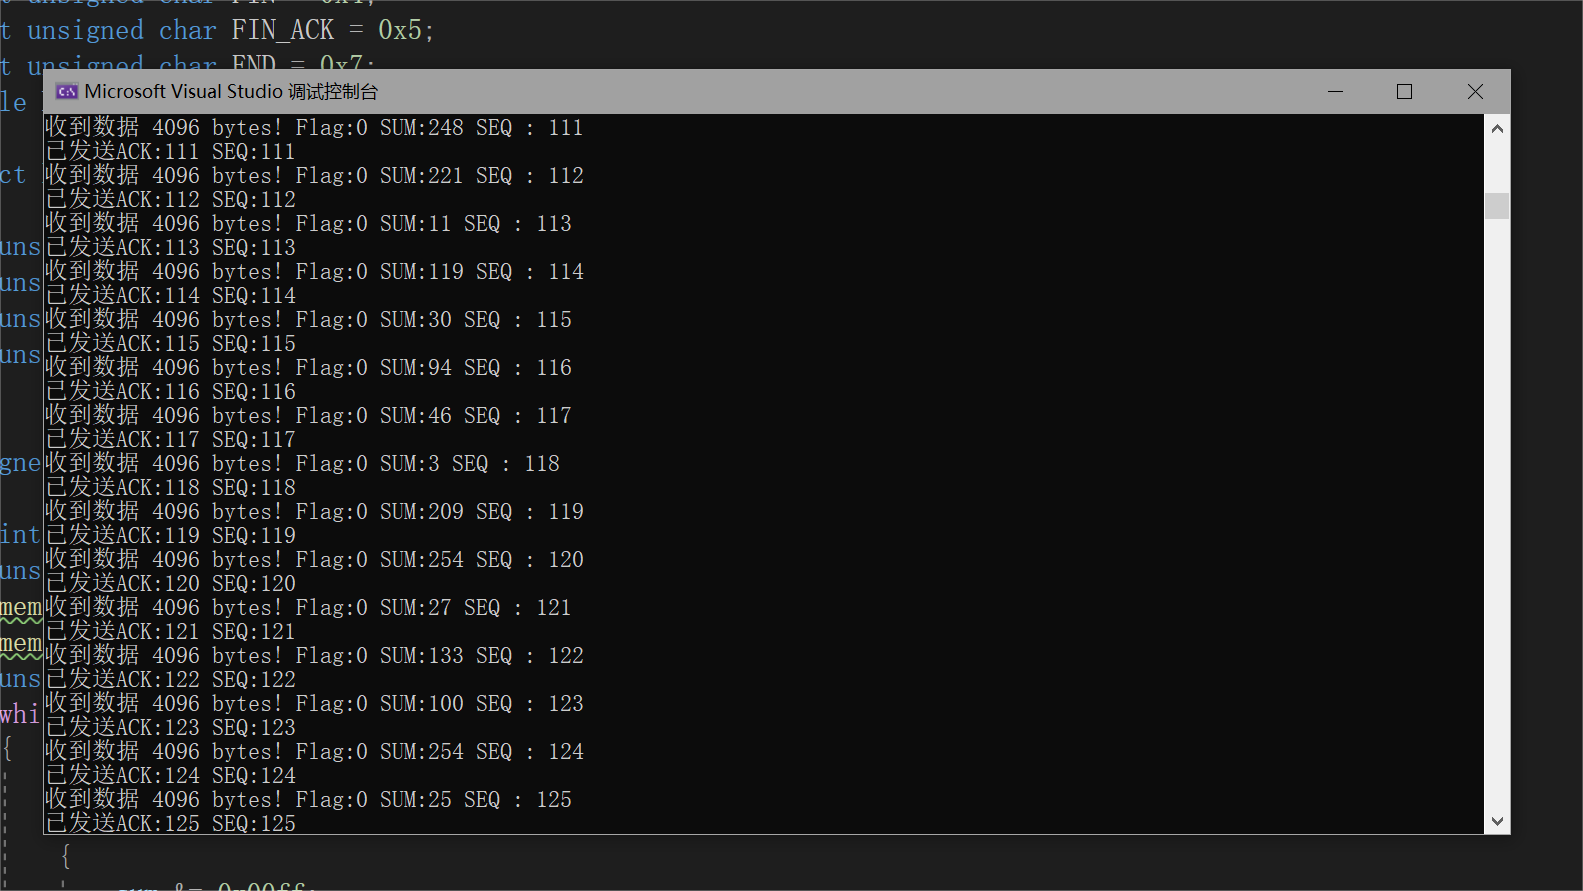 t unsigned char FIN_ACK = 0x5;
t unsigned char END = 0x7;
le
Microsoft Visual Studio 调试控制台
收到数据 4096 bytes! Flag:0 SUM:248 SEQ : 111
已发送ACK:111 SEQ:111
ct
收到数据 4096 bytes! Flag:0 SUM:221 SEQ : 112
已发送ACK:112 SEQ:112
收到数据 4096 bytes! Flag:0 SUM:11 SEQ : 113
uns
已发送ACK:113 SEQ:113
收到数据 4096 bytes! Flag:0 SUM:119 SEQ : 114
uns
已发送ACK:114 SEQ:114
uns
收到数据 4096 bytes! Flag:0 SUM:30 SEQ : 115
已发送ACK:115 SEQ:115
uns
收到数据 4096 bytes! Flag:0 SUM:94 SEQ : 116
已发送ACK:116 SEQ:116
收到数据 4096 bytes! Flag:0 SUM:46 SEQ : 117
已发送ACK:117 SEQ:117
gne
收到数据 4096 bytes! Flag:0 SUM:3 SEQ : 118
已发送ACK:118 SEQ:118
收到数据 4096 bytes! Flag:0 SUM:209 SEQ : 119
int
已发送ACK:119 SEQ:119
收到数据 4096 bytes! Flag:0 SUM:254 SEQ : 120
uns
已发送ACK:120 SEQ:120
mem
收到数据 4096 bytes! Flag:0 SUM:27 SEQ : 121
已发送ACK:121 SEQ:121
mem
收到数据 4096 bytes! Flag:0 SUM:133 SEQ : 122
uns
已发送ACK:122 SEQ:122
收到数据 4096 bytes! Flag:0 SUM:100 SEQ : 123
whi
已发送ACK:123 SEQ:123
{
收到数据 4096 bytes! Flag:0 SUM:254 SEQ : 124
已发送ACK:124 SEQ:124
收到数据 4096 bytes! Flag:0 SUM:25 SEQ : 125
已发送ACK:125 SEQ:125
{
sum &= 0x00ff;